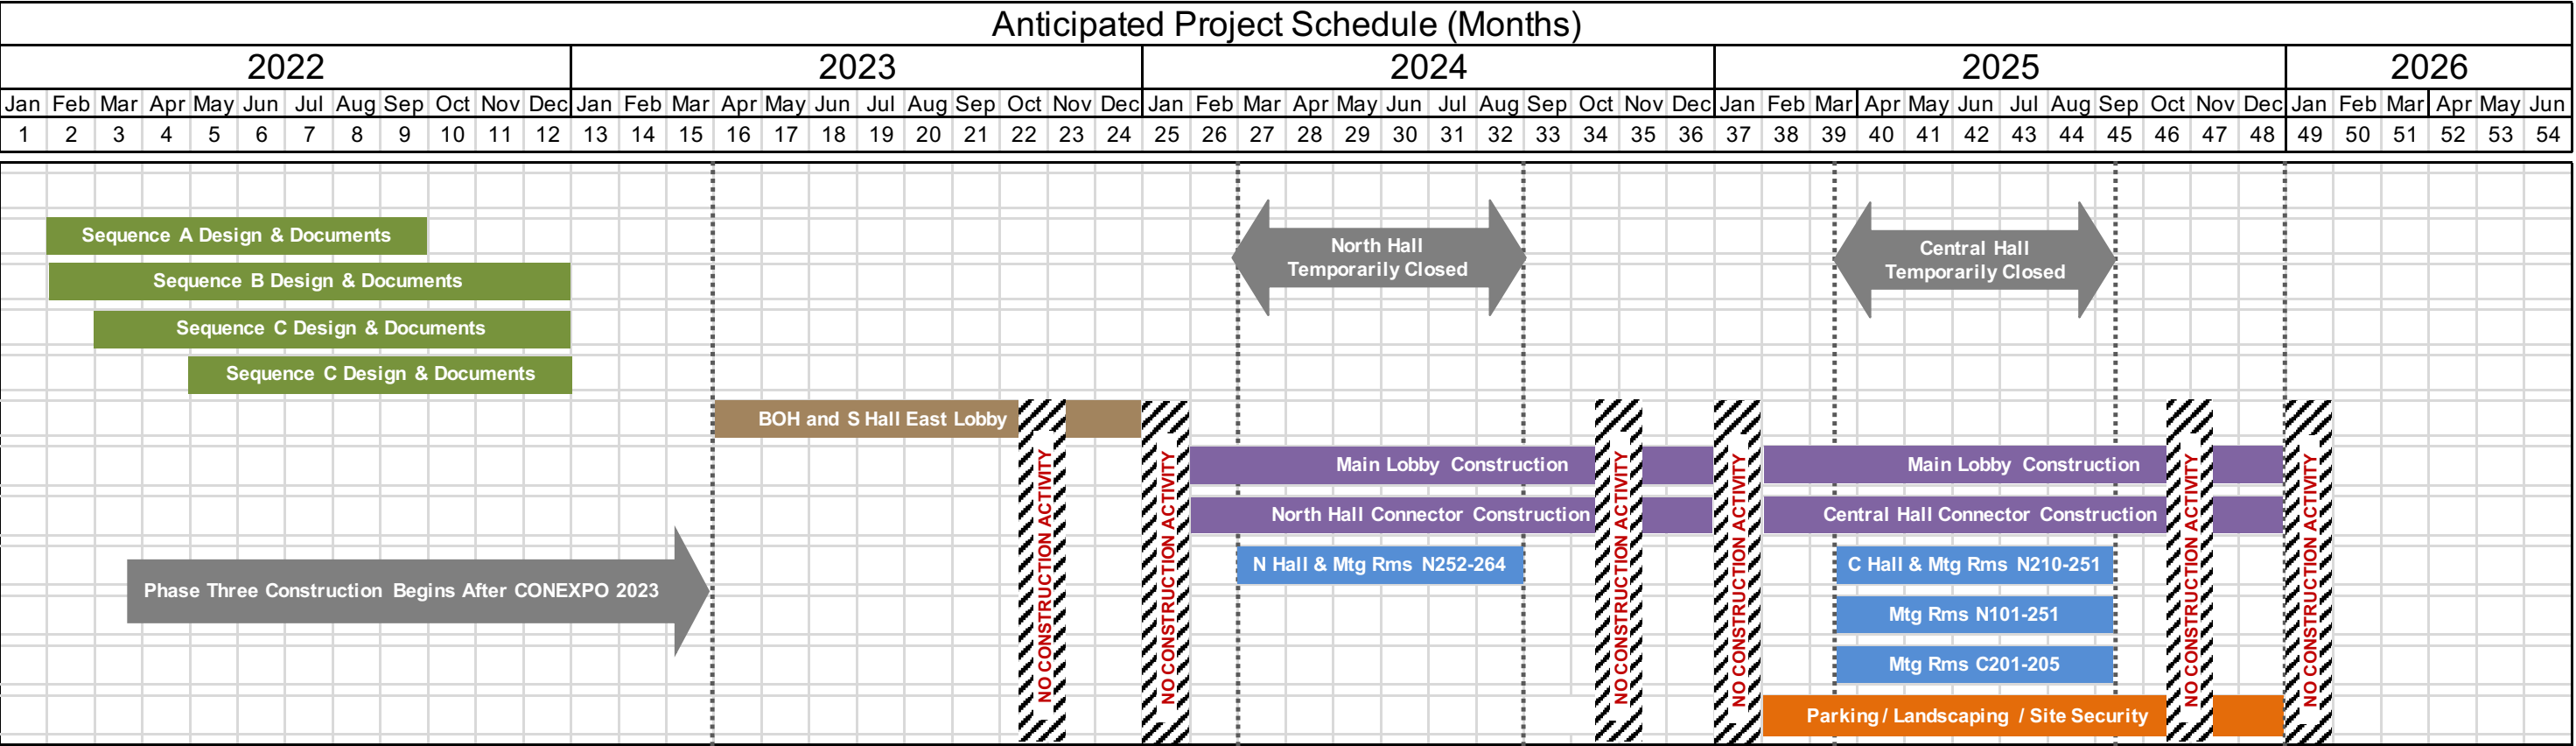 Anticipated Project Schedule (Months)
2022 2023 2024 2025 2026
Jan Feb Mar Apr May Jun Jul Aug Sep Oct Nov Dec Jan Feb Mar Apr May Jun Jul Aug Sep Oct Nov Dec Jan Feb Mar Apr May Jun Jul Aug Sep Oct Nov Dec Jan Feb Mar Apr May Jun Jul Aug Sep Oct Nov Dec Jan Feb Mar Apr May Jun
1 2 3 4 5 6 7 8 9 10 11 12 13 14 15 16 17 18 19 20 21 22 23 24 25 26 27 28 29 30 31 32 33 34 35 36 37 38 39 40 41 42 43 44 45 46 47 48 49 50 51 52 53 54
Sequence A Design & Documents
North Hall
Temporarily Closed
Central Hall
Temporarily Closed
Sequence B Design & Documents
Sequence C Design & Documents
Sequence C Design & Documents
BOH and S Hall East Lobby
Main Lobby Construction
Main Lobby Construction
North Hall Connector Construction
Central Hall Connector Construction
N Hall & Mtg Rms N252-264
C Hall & Mtg Rms N210-251
Phase Three Construction Begins After CONEXPO 2023
Mtg Rms N101-251
Mtg Rms C201-205
Parking / Landscaping / Site Security
NO CONSTRUCTION ACTIVITY
NO CONSTRUCTION ACTIVITY
NO CONSTRUCTION ACTIVITY
NO CONSTRUCTION ACTIVITY
NO CONSTRUCTION ACTIVITY
NO CONSTRUCTION ACTIVITY